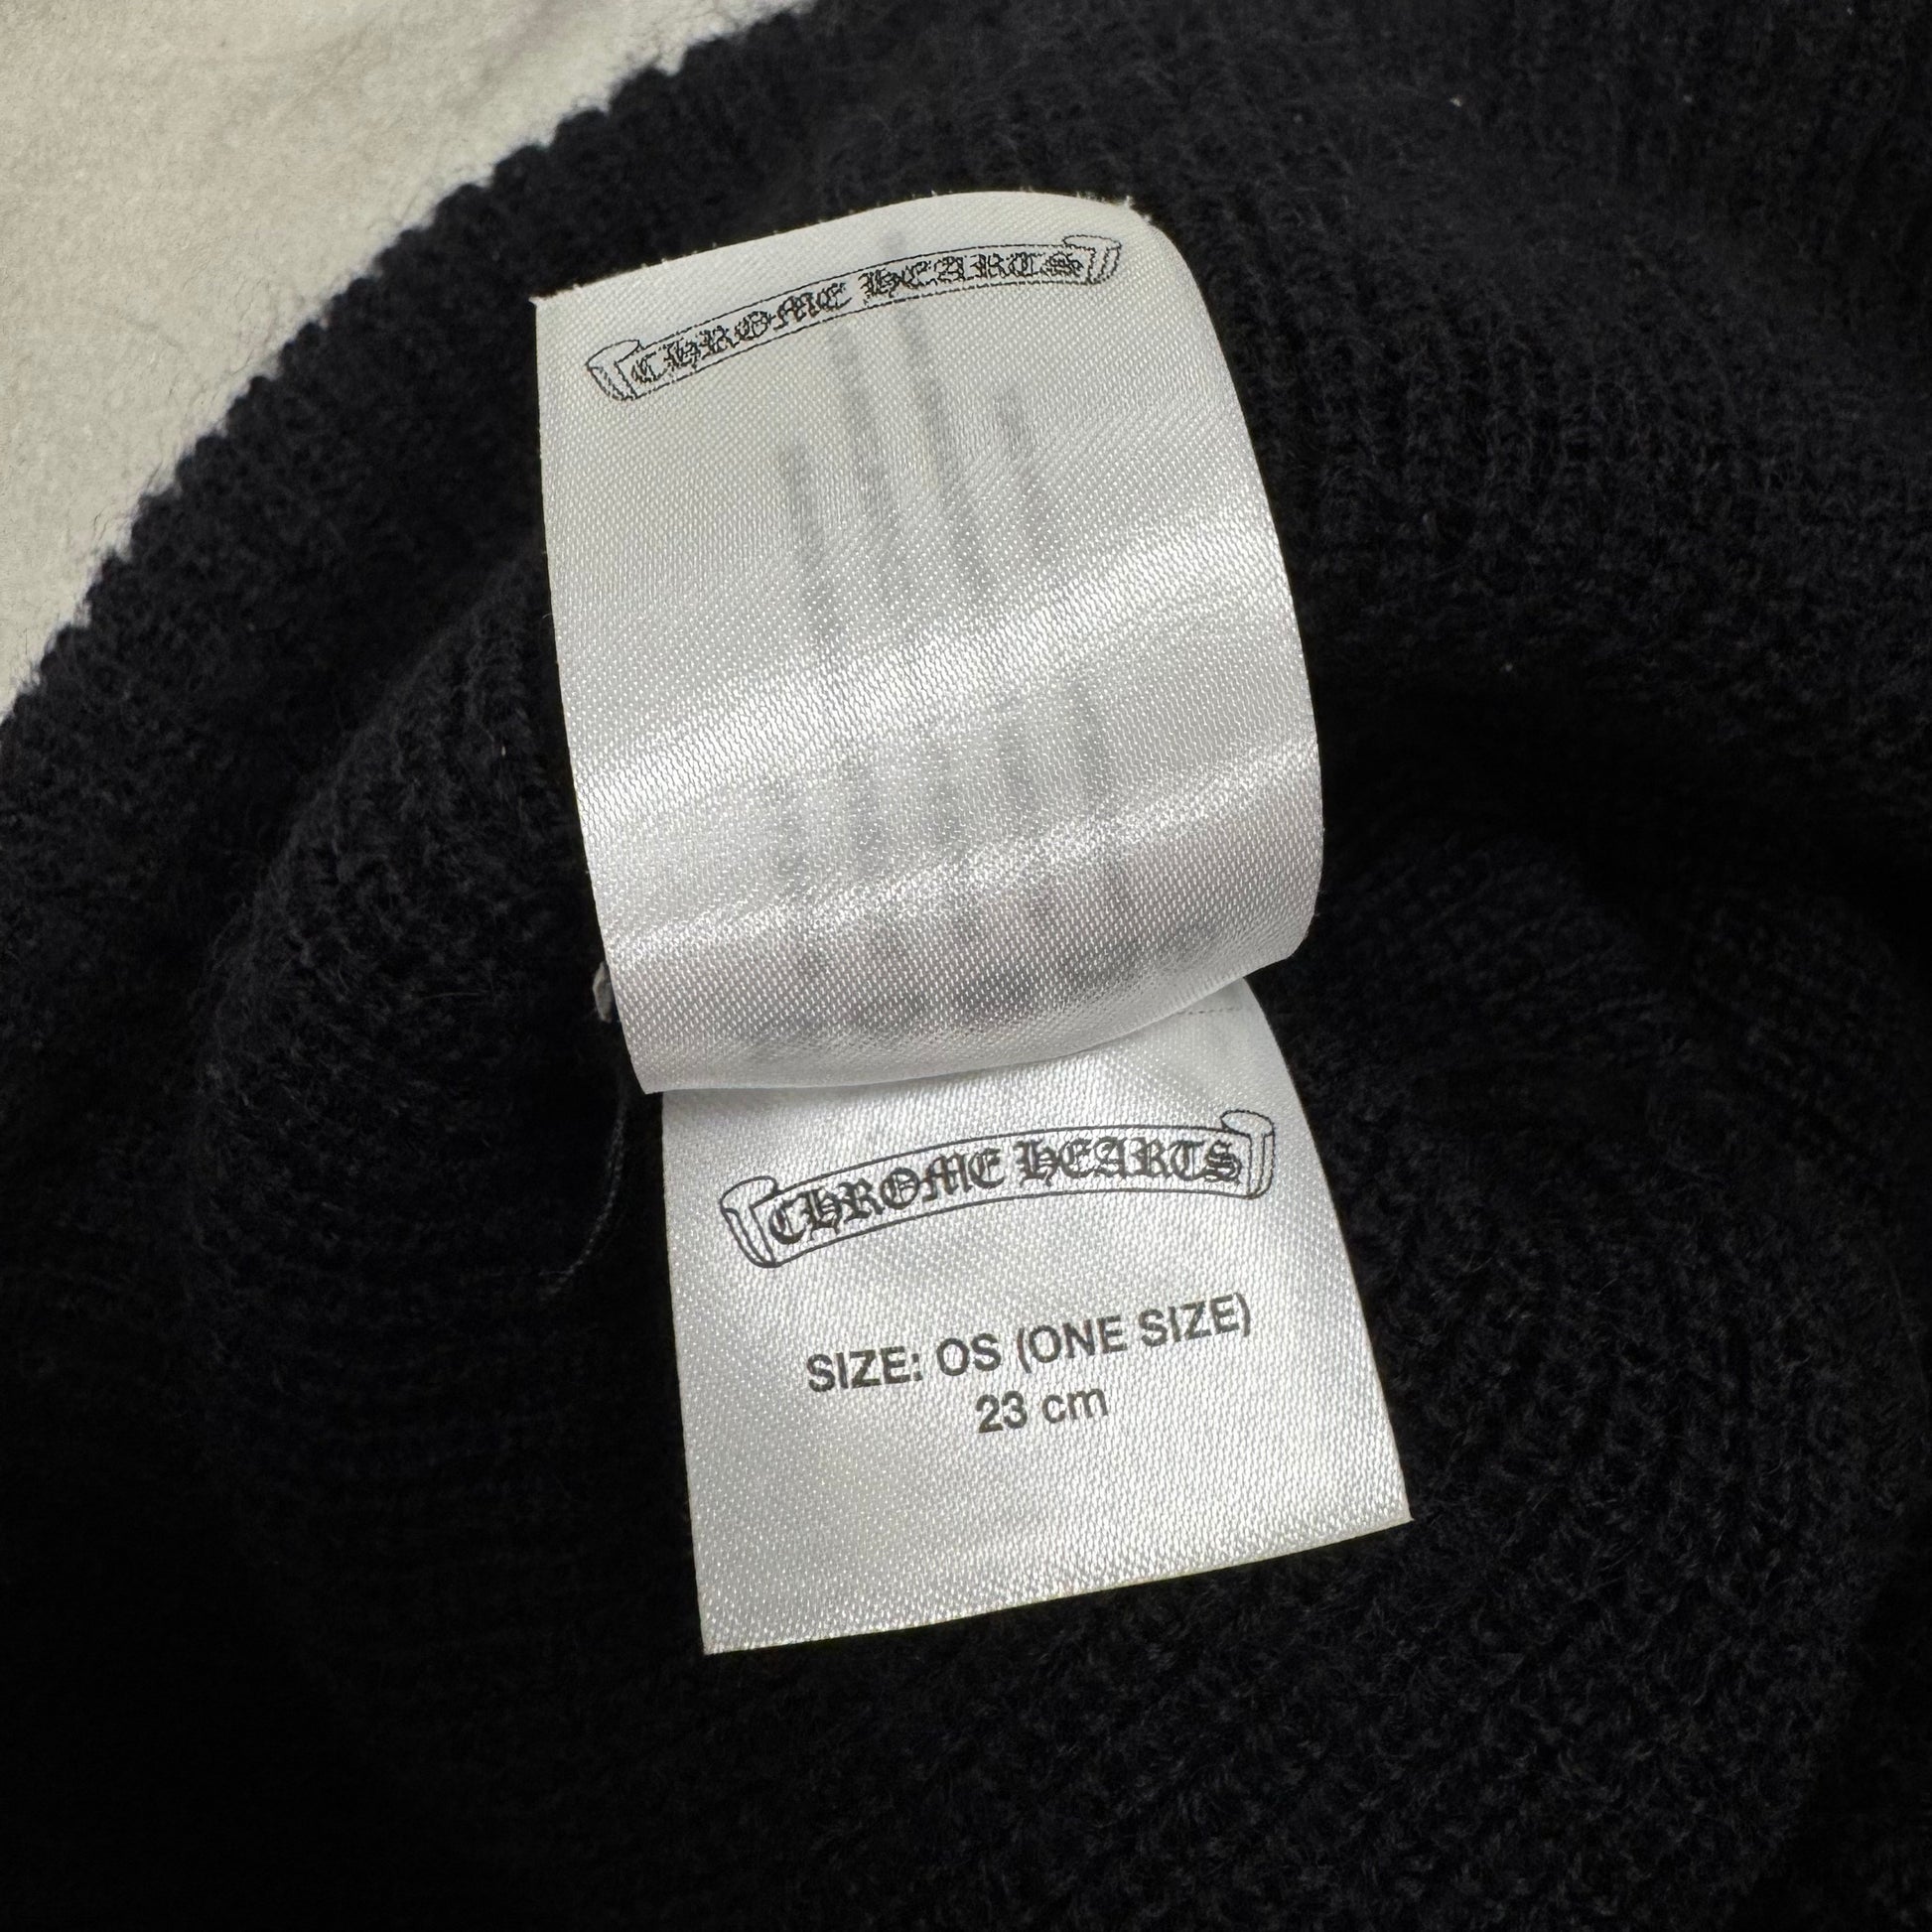 CHROME HEARTS
CHROME HEARTS
SIZE: OS (ONE SIZE)
23 cm